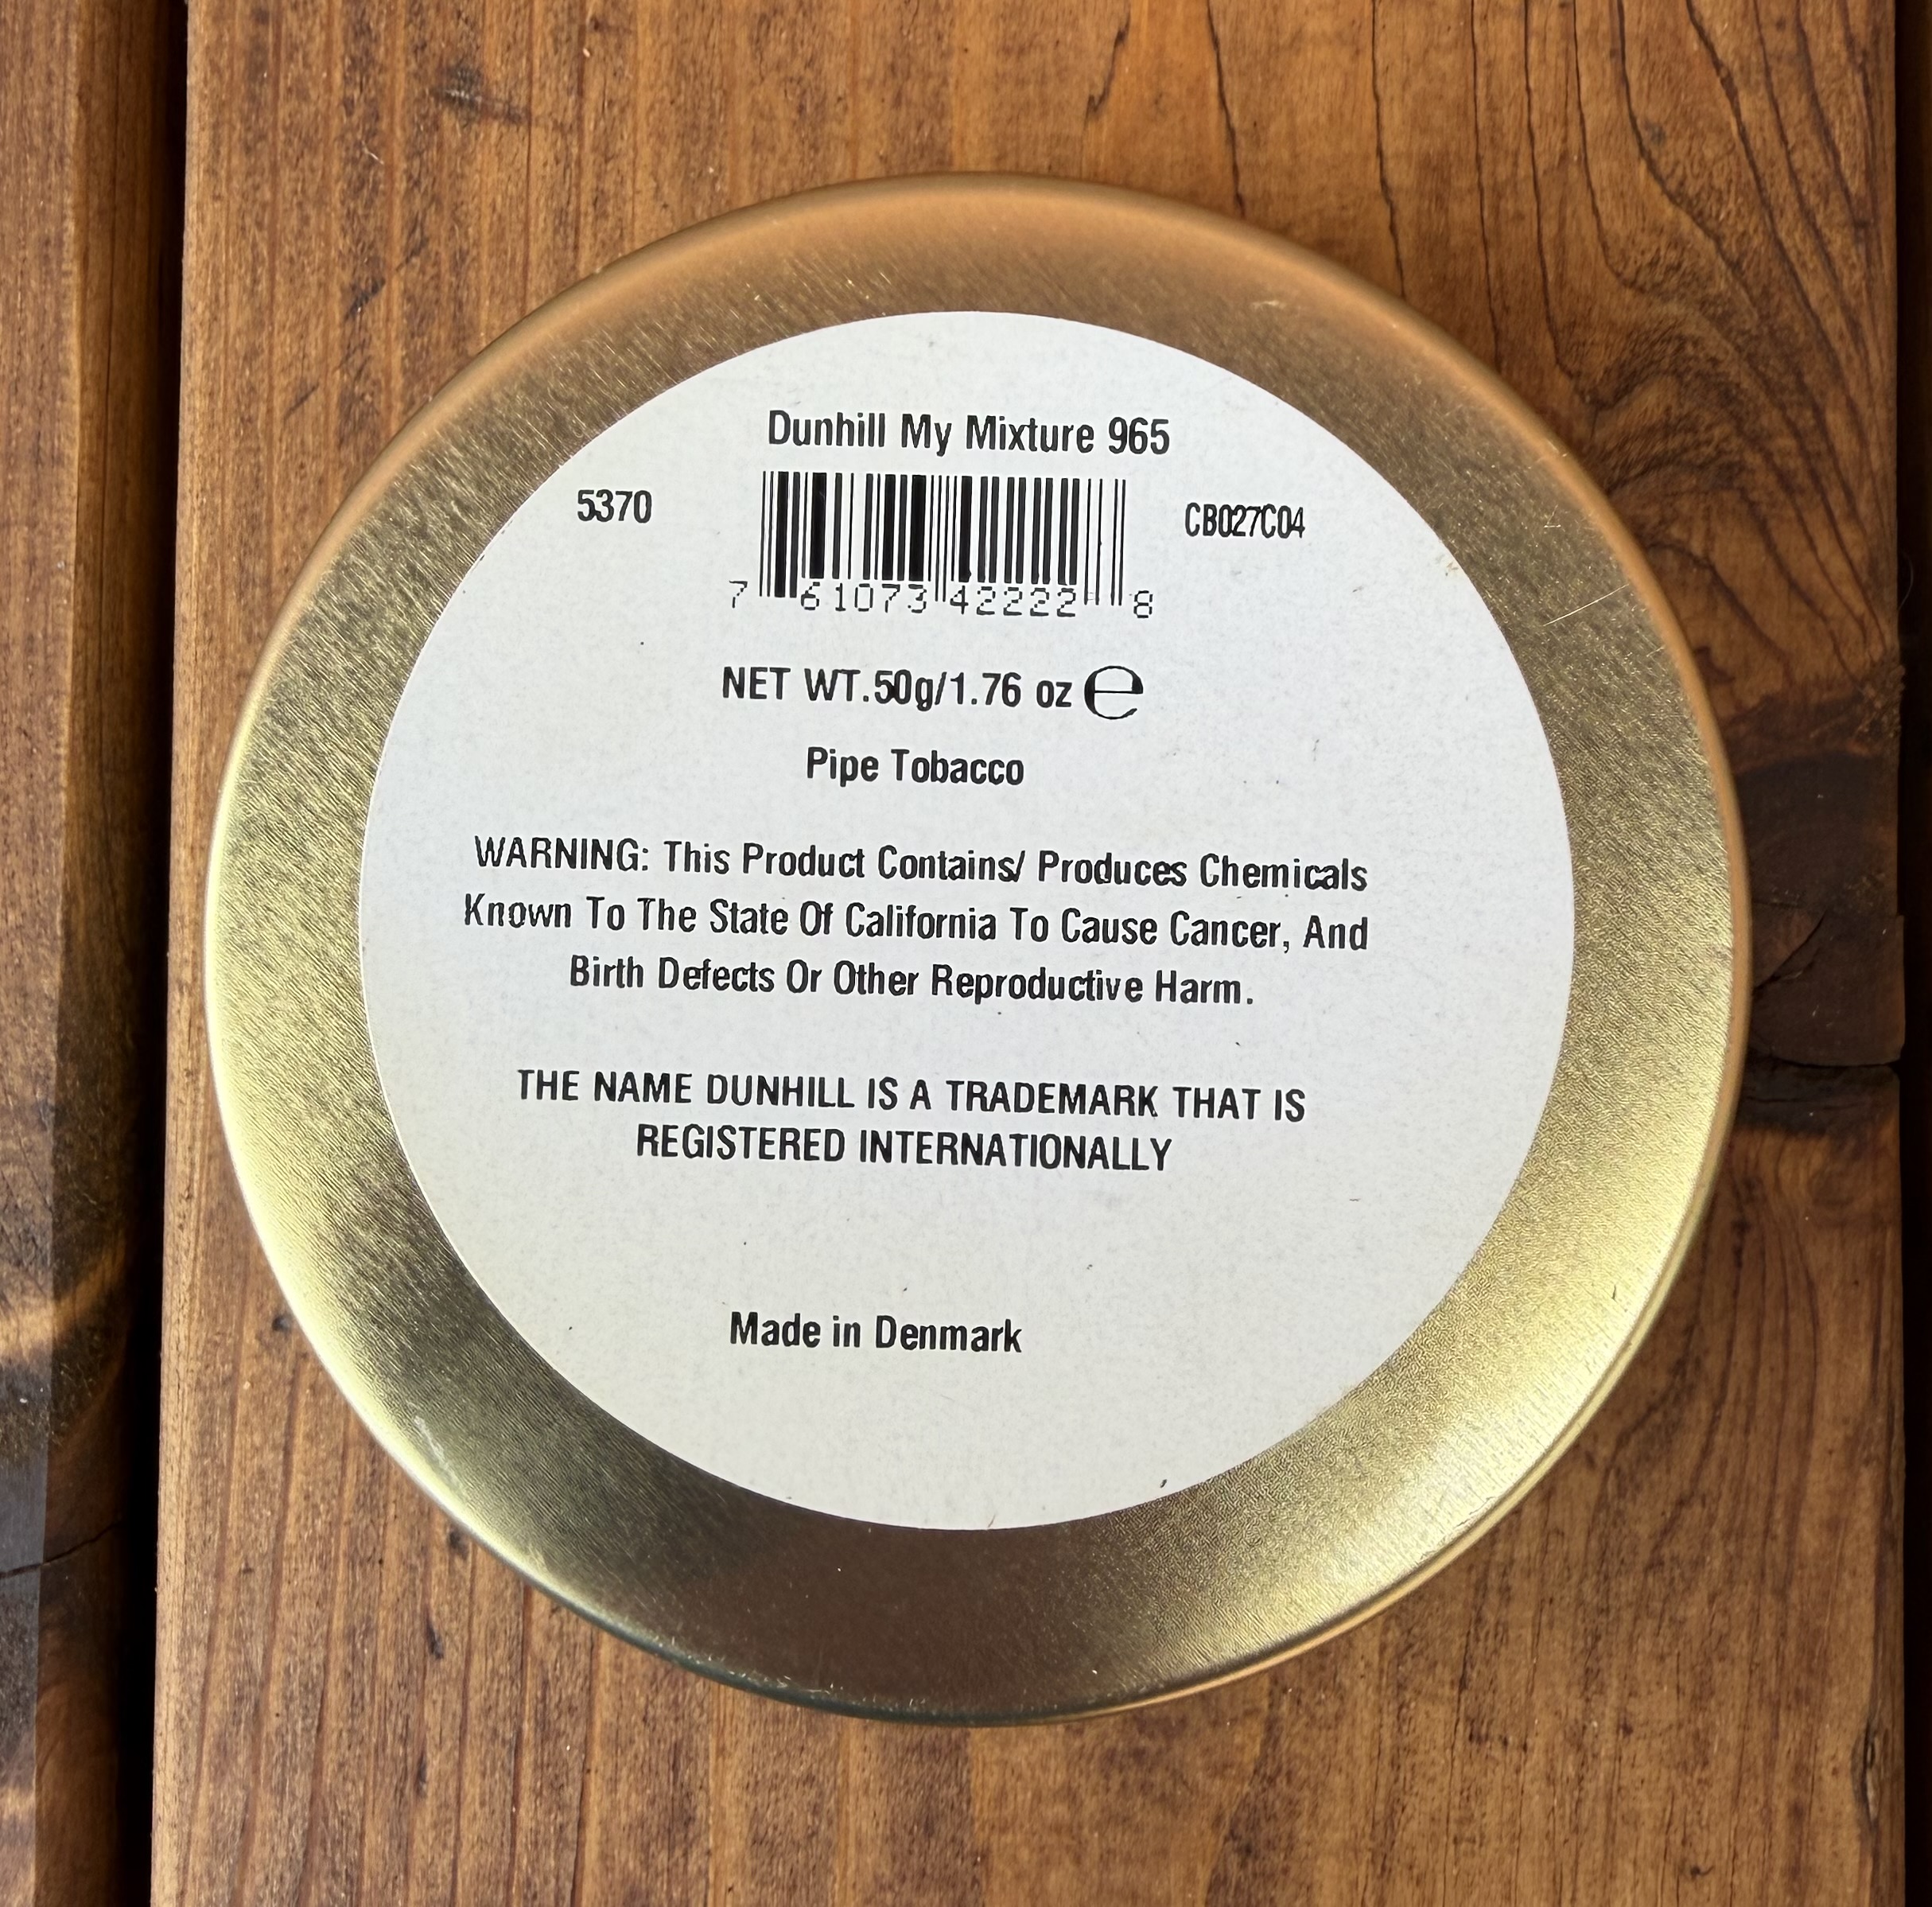 Dunhill My Mixture 965
5370
CB027C04
7 61073 42222 8
NET WT.50g/1.76 oz ℮
Pipe Tobacco
WARNING: This Product Contains/ Produces Chemicals
Known To The State Of California To Cause Cancer, And
Birth Defects Or Other Reproductive Harm.
THE NAME DUNHILL IS A TRADEMARK THAT IS
REGISTERED INTERNATIONALLY
Made in Denmark